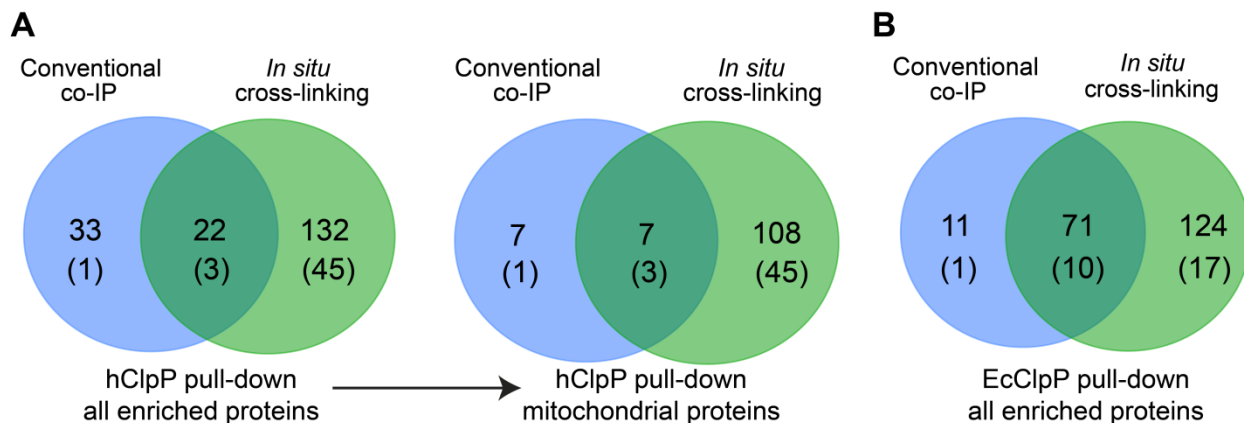 A
Conventional
co-IP
In situ
cross-linking
33
22
132
(1)
(3)
(45)
hClpP pull-down
all enriched proteins
Conventional
co-IP
In situ
cross-linking
7
7
108
(1)
(3)
(45)
hClpP pull-down
mitochondrial proteins
B
Conventional
co-IP
In situ
cross-linking
11
71
124
(1)
(10)
(17)
EcClpP pull-down
all enriched proteins